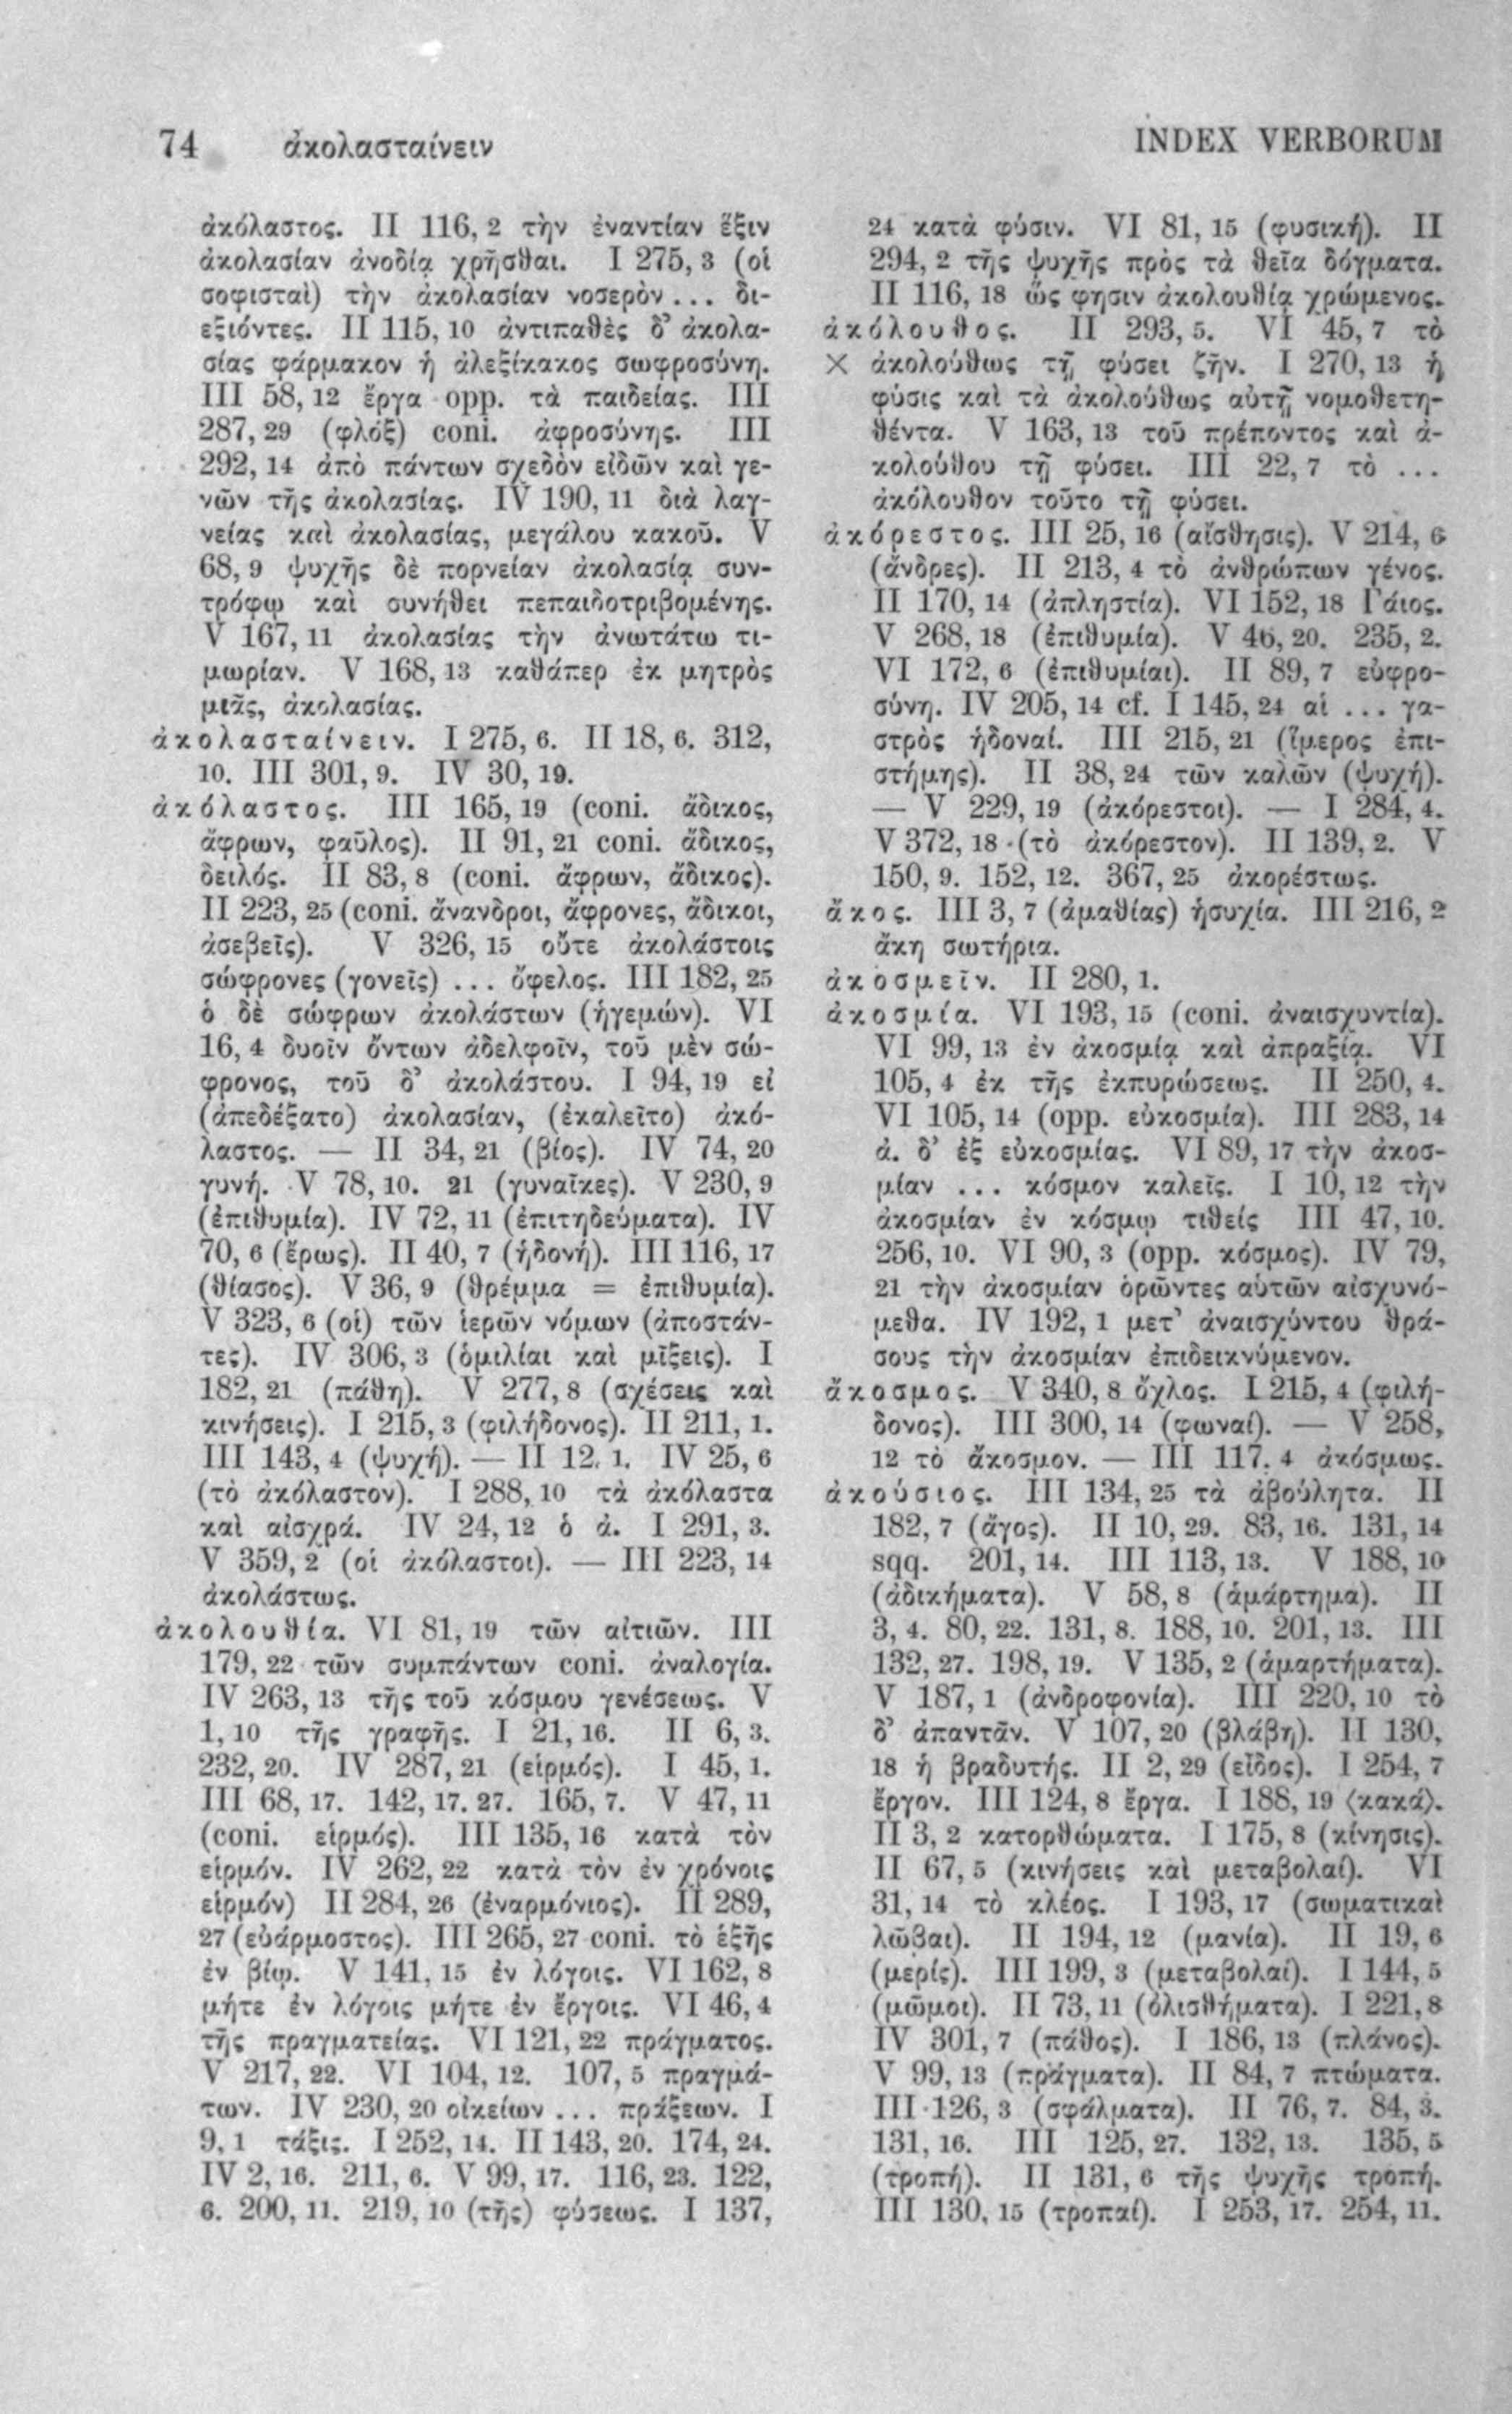 74 ἀκολασταίνειν
INDEX VERBORUM
ἀκόλαστος. II 116, 2 τὴν ἐναντίαν ἕξιν
ἀκολασίαν ἀνοδίᾳ χρῆσθαι. I 275, 3 (οἱ
σοφισταὶ) τὴν ἀκολασίαν νοσερὸν ... δι-
εξιόντες. II 115, 10 ἀντιπαθὲς δ’ ἀκολα-
σίας φάρμακον ἡ ἀλεξίκακος σωφροσύνη.
III 58, 12 ἔργα opp. τὰ παιδείας. III
287, 29 (φλόξ) coni. ἀφροσύνης. III
292, 14 ἀπὸ πάντων σχεδὸν εἰδῶν καὶ γε-
νῶν τῆς ἀκολασίας. IV 190, 11 διὰ λαγ-
νείας καὶ ἀκολασίας, μεγάλου κακοῦ. V
68, 9 ψυχῆς δὲ πορνείαν ἀκολασίᾳ συν-
τρόφῳ καὶ συνήθει πεπαιδοτριβομένης.
V 167, 11 ἀκολασίας τὴν ἀνωτάτω τι-
μωρίαν. V 168, 13 καθάπερ ἐκ μητρὸς
μιᾶς, ἀκολασίας.
ἀκολασταίνειν. I 275, 6. II 18, 6. 312,
10. III 301, 9. IV 30, 19.
ἀκόλαστος. III 165, 19 (coni. ἄδικος,
ἄφρων, φαῦλος). II 91, 21 coni. ἄδικος,
δειλός. II 83, 8 (coni. ἄφρων, ἄδικος).
II 223, 25 (coni. ἄνανδροι, ἄφρονες, ἄδικοι,
ἀσεβεῖς). V 326, 15 οὔτε ἀκολάστοις
σώφρονες (γονεῖς) ... ὄφελος. III 182, 25
ὁ δὲ σώφρων ἀκολάστων (ἡγεμών). VI
16, 4 δυοῖν ὄντων ἀδελφοῖν, τοῦ μὲν σώ-
φρονος, τοῦ δ’ ἀκολάστου. I 94, 19 εἰ
(ἀπεδέξατο) ἀκολασίαν, (ἐκαλεῖτο) ἀκό-
λαστος. — II 34, 21 (βίος). IV 74, 20
γυνή. V 78, 10. 21 (γυναῖκες). V 230, 9
(ἐπιθυμία). IV 72, 11 (ἐπιτηδεύματα). IV
70, 6 (ἔρως). II 40, 7 (ἡδονή). III 116, 17
(θίασος). V 36, 9 (θρέμμα = ἐπιθυμία).
V 323, 6 (οἱ) τῶν ἱερῶν νόμων (ἀποστάν-
τες). IV 306, 3 (ὁμιλίαι καὶ μῖξεις). I
182, 21 (πάθη). V 277, 8 (σχέσεις καὶ
κινήσεις). I 215, 3 (φιλήδονος). II 211, 1.
III 143, 4 (ψυχή). — II 12, 1. IV 25, 6
(τὸ ἀκόλαστον). I 288, 10 τὰ ἀκόλαστα
καὶ αἰσχρά. IV 24, 12 ὁ ἀ. I 291, 3.
V 359, 2 (οἱ ἀκόλαστοι). — III 223, 14
ἀκολάστως.
ἀκολουθία. VI 81, 19 τῶν αἰτιῶν. III
179, 22 τῶν συμπάντων coni. ἀναλογία.
IV 263, 13 τῆς τοῦ κόσμου γενέσεως. V
1, 10 τῆς γραφῆς. I 21, 16. II 6, 3.
232, 20. IV 287, 21 (εἱρμός). I 45, 1.
III 68, 17. 142, 17. 27. 165, 7. V 47, 11
(coni. εἱρμός). III 135, 16 κατὰ τὸν
εἱρμόν. IV 262, 22 κατὰ τὸν ἐν χρόνοις
εἱρμόν) II 284, 26 (ἐναρμόνιος). II 289,
27 (εὐάρμοστος). III 265, 27 coni. τὸ ἑξῆς
ἐν βίῳ. V 141, 15 ἐν λόγοις. VI 162, 8
μήτε ἐν λόγοις μήτε ἐν ἔργοις. VI 46, 4
τῆς πραγματείας. VI 121, 22 πράγματος.
V 217, 22. VI 104, 12. 107, 5 πραγμά-
των. IV 230, 20 οἰκείων ... πράξεων. I
9, 1 τάξις. I 252, 14. II 143, 20. 174, 24.
IV 2, 16. 211, 6. V 99, 17. 116, 23. 122,
6. 200, 11. 219, 10 (τῆς) φύσεως. I 137,
24 κατὰ φύσιν. VI 81, 15 (φυσική). II
294, 2 τῆς ψυχῆς πρὸς τὰ θεῖα δόγματα.
II 116, 18 ὥς φησιν ἀκολουθίᾳ χρώμενος.
ἀκόλουθος. II 293, 5. VI 45, 7 τὸ
X ἀκολούθως τῇ φύσει ζῆν. I 270, 13 ἡ
φύσις καὶ τὰ ἀκολούθως αὐτῇ νομοθετη-
θέντα. V 163, 13 τοῦ πρέποντος καὶ ἀ-
κολούθου τῇ φύσει. III 22, 7 τὸ ...
ἀκόλουθον τοῦτο τῇ φύσει.
ἀκόρεστος. III 25, 16 (αἴσθησις). V 214, 6
(ἄνδρες). II 213, 4 τὸ ἀνθρώπων γένος.
II 170, 14 (ἀπληστία). VI 152, 18 Γάιος.
V 268, 18 (ἐπιθυμία). V 46, 20. 235, 2.
VI 172, 6 (ἐπιθυμίαι). II 89, 7 εὐφρο-
σύνη. IV 205, 14 cf. I 145, 24 αἱ ... γα-
στρὸς ἡδοναί. III 215, 21 (ἵμερος ἐπι-
στήμης). II 38, 24 τῶν καλῶν (ψυχή).
— V 229, 19 (ἀκόρεστοι). — I 284, 4.
V 372, 18 (τὸ ἀκόρεστον). II 139, 2. V
150, 9. 152, 12. 367, 25 ἀκορέστως.
ἄκος. III 3, 7 (ἀμαθίας) ἡσυχία. III 216, 2
ἄκη σωτήρια.
ἀκοσμεῖν. II 280, 1.
ἀκοσμία. VI 193, 15 (coni. ἀναισχυντία).
VI 99, 13 ἐν ἀκοσμίᾳ καὶ ἀπραξίᾳ. VI
105, 4 ἐκ τῆς ἐκπυρώσεως. II 250, 4.
VI 105, 14 (opp. εὐκοσμία). III 283, 14
ἀ. δ’ ἐξ εὐκοσμίας. VI 89, 17 τὴν ἀκοσ-
μίαν ... κόσμον καλεῖς. I 10, 12 τὴν
ἀκοσμίαν ἐν κόσμῳ τιθείς III 47, 10.
256, 10. VI 90, 3 (opp. κόσμος). IV 79,
21 τὴν ἀκοσμίαν ὁρῶντες αὑτῶν αἰσχυνό-
μεθα. IV 192, 1 μετ’ ἀναισχύντου θρά-
σους τὴν ἀκοσμίαν ἐπιδεικνύμενον.
ἄκοσμος. V 340, 8 ὄχλος. I 215, 4 (φιλή-
δονος). III 300, 14 (φωναί). — V 258,
12 τὸ ἄκοσμον. — III 117, 4 ἀκόσμως.
ἀκούσιος. III 134, 25 τὰ ἀβούλητα. II
182, 7 (ἄγος). II 10, 29. 83, 16. 131, 14
sqq. 201, 14. III 113, 13. V 188, 10
(ἀδικήματα). V 58, 8 (ἁμάρτημα). II
3, 4. 80, 22. 131, 8. 188, 10. 201, 13. III
132, 27. 198, 19. V 135, 2 (ἁμαρτήματα).
V 187, 1 (ἀνδροφονία). III 220, 10 τὸ
δ’ ἀπαντᾶν. V 107, 20 (βλάβη). II 130,
18 ἡ βραδυτής. II 2, 29 (εἶδος). I 254, 7
ἔργον. III 124, 8 ἔργα. I 188, 19 ⟨κακά⟩.
II 3, 2 κατορθώματα. I 175, 8 (κίνησις).
II 67, 5 (κινήσεις καὶ μεταβολαί). VI
31, 14 τὸ κλέος. I 193, 17 (σωματικαὶ
λῶβαι). II 194, 12 (μανία). II 19, 6
(μερίς). III 199, 3 (μεταβολαί). I 144, 5
(μῶμοι). II 73, 11 (ὀλισθήματα). I 221, 8
IV 301, 7 (πάθος). I 186, 13 (πλάνος).
V 99, 13 (πράγματα). II 84, 7 πτώματα.
III 126, 3 (σφάλματα). II 76, 7. 84, 3.
131, 16. III 125, 27. 132, 13. 135, 5
(τροπή). II 131, 6 τῆς ψυχῆς τροπή.
III 130, 15 (τροπαί). I 253, 17. 254, 11.